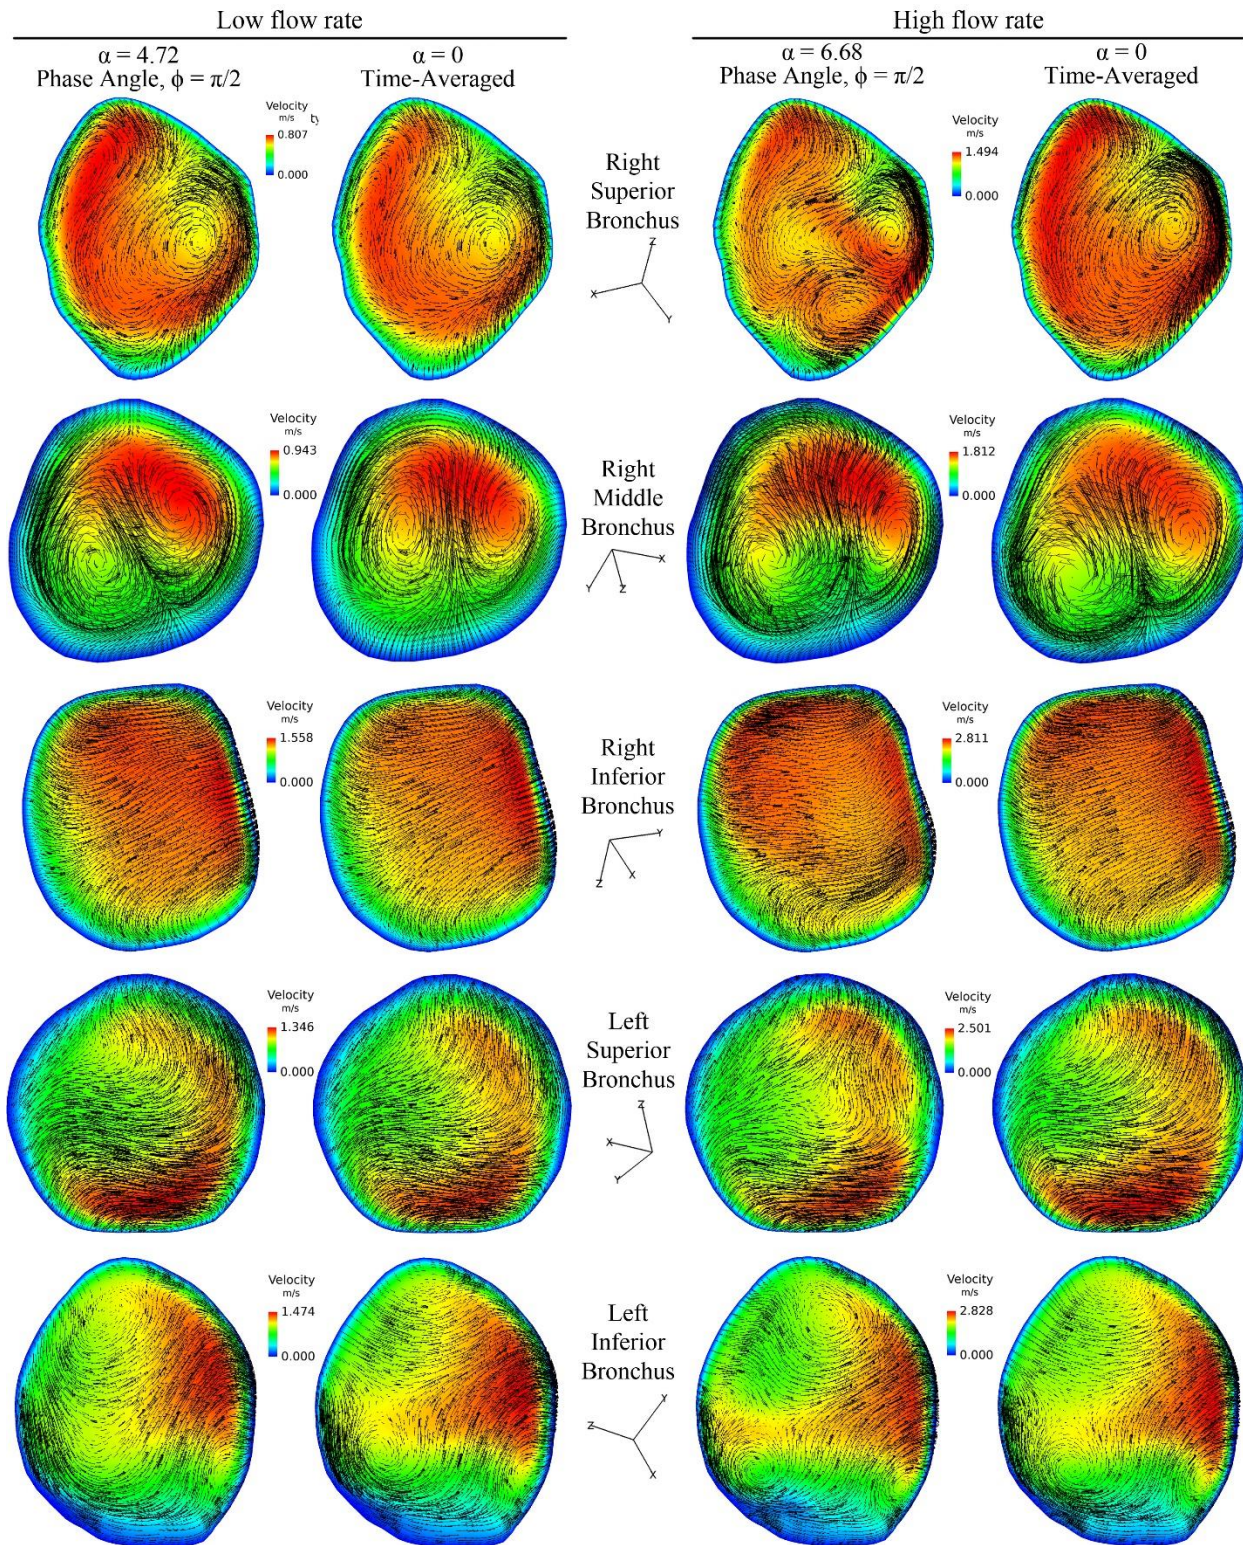 Low flow rate
High flow rate
α = 4.72
Phase Angle, ϕ = π/2
α = 0
Time-Averaged
α = 6.68
Phase Angle, ϕ = π/2
α = 0
Time-Averaged
Velocity
m/s
0.807
0.000
Right
Superior
Bronchus
Z
X
Y
Velocity
m/s
1.494
0.000
Velocity
m/s
0.943
0.000
Right
Middle
Bronchus
X
Y
Z
Velocity
m/s
1.812
0.000
Velocity
m/s
1.558
0.000
Right
Inferior
Bronchus
Y
Z
X
Velocity
m/s
2.811
0.000
Velocity
m/s
1.346
0.000
Left
Superior
Bronchus
Z
X
Y
Velocity
m/s
2.501
0.000
Velocity
m/s
1.474
0.000
Left
Inferior
Bronchus
Y
Z
X
Velocity
m/s
2.828
0.000